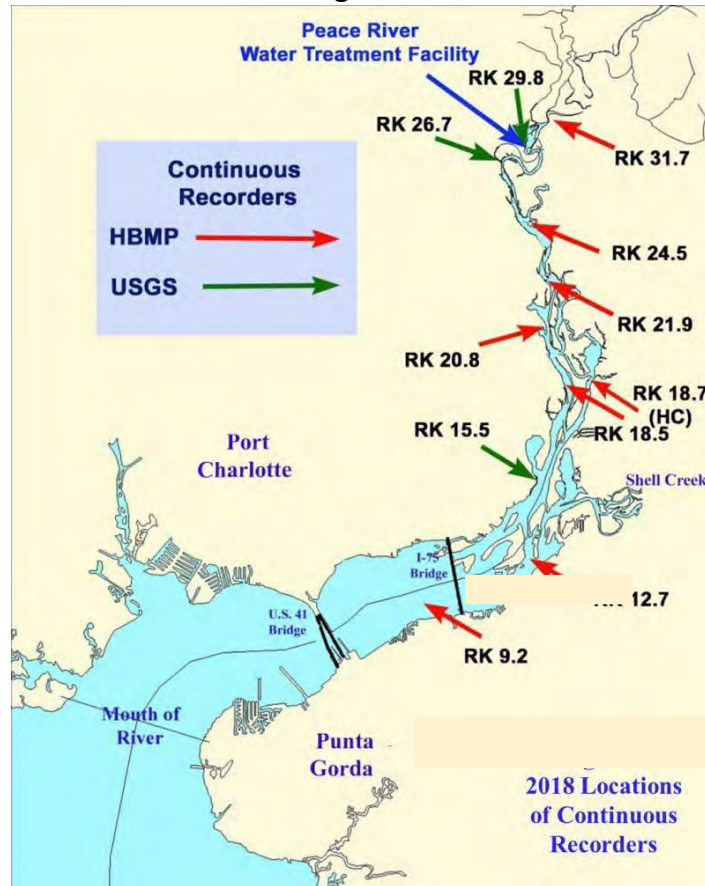 Peace River
Water Treatment Facility
RK 29.8
RK 26.7
RK 31.7
Continuous
Recorders
HBMP
USGS
RK 24.5
RK 21.9
RK 20.8
RK 18.7
(HC)
RK 18.5
RK 15.5
Port
Charlotte
Shell Creek
I-75
Bridge
12.7
U.S. 41
Bridge
RK 9.2
Mouth of
River
Punta
Gorda
2018 Locations
of Continuous
Recorders